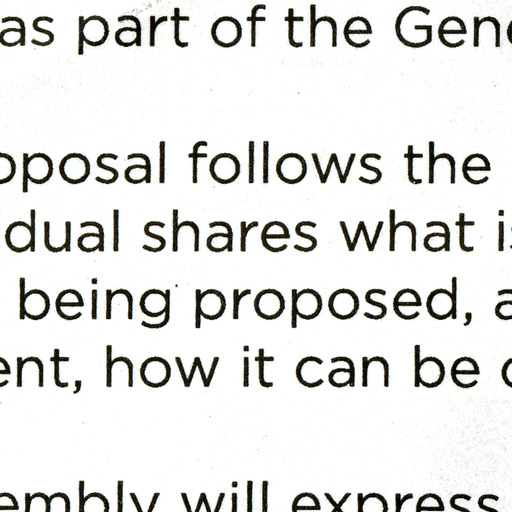 as part of the Gene
oposal follows the
dual shares what is
being proposed, a
ent, how it can be
embly will express